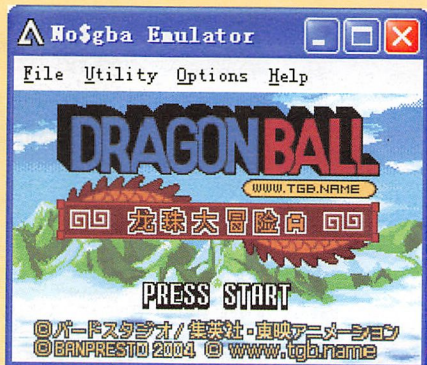 No$gba Emulator
File Utility Options Help
DRAGON BALL
WWW.TGB.NAME
龙珠大冒险A
PRESS START
©バードスタジオ/集英社・東映アニメーション
©BANPRESTO 2004 © www.tgb.name